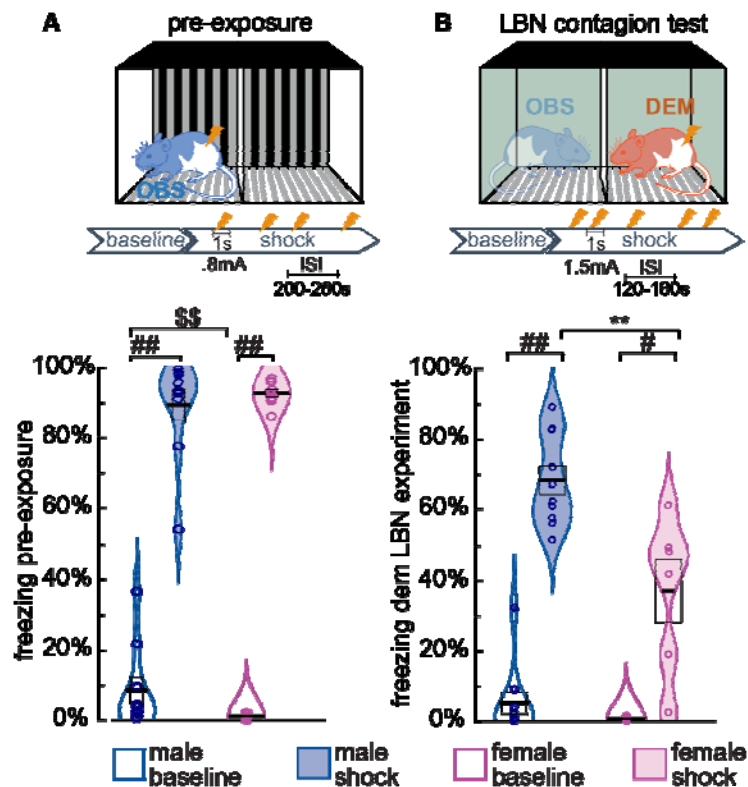 A
pre-exposure
OBS
baseline
1s
shock
.8mA
ISI
200-260s
B
LBN contagion test
OBS
DEM
baseline
1s
shock
1.5mA
ISI
120-180s
$$
##
##
100%
80%
60%
40%
20%
0%
freezing pre-exposure
**
##
#
100%
80%
60%
40%
20%
0%
freezing dem LBN experiment
male
baseline
male
shock
female
baseline
female
shock